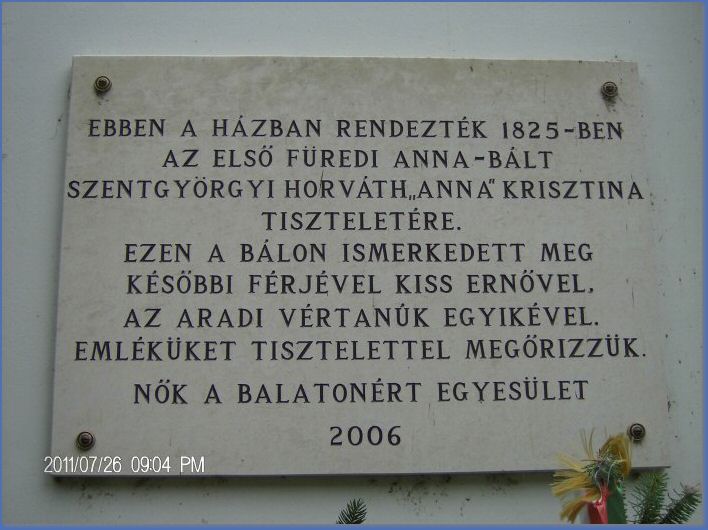 EBBEN A HÁZBAN RENDEZTÉK 1825-BEN
AZ ELSŐ FÜREDI ANNA-BÁLT
SZENTGYÖRGYI HORVÁTH „ANNA” KRISZTINA
TISZTELETÉRE.
EZEN A BÁLON ISMERKEDETT MEG
KÉSŐBBI FÉRJÉVEL KISS ERNŐVEL,
AZ ARADI VÉRTANÚK EGYIKÉVEL.
EMLÉKÜKET TISZTELETTEL MEGŐRIZZÜK.
NŐK A BALATONÉRT EGYESÜLET
2006
2011/07/26 09:04 PM